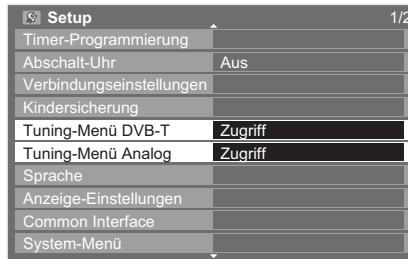 Setup 1/2
Timer-Programmierung
Abschalt-Uhr Aus
Verbindungseinstellungen
Kindersicherung
Tuning-Menü DVB-T Zugriff
Tuning-Menü Analog Zugriff
Sprache
Anzeige-Einstellungen
Common Interface
System-Menü